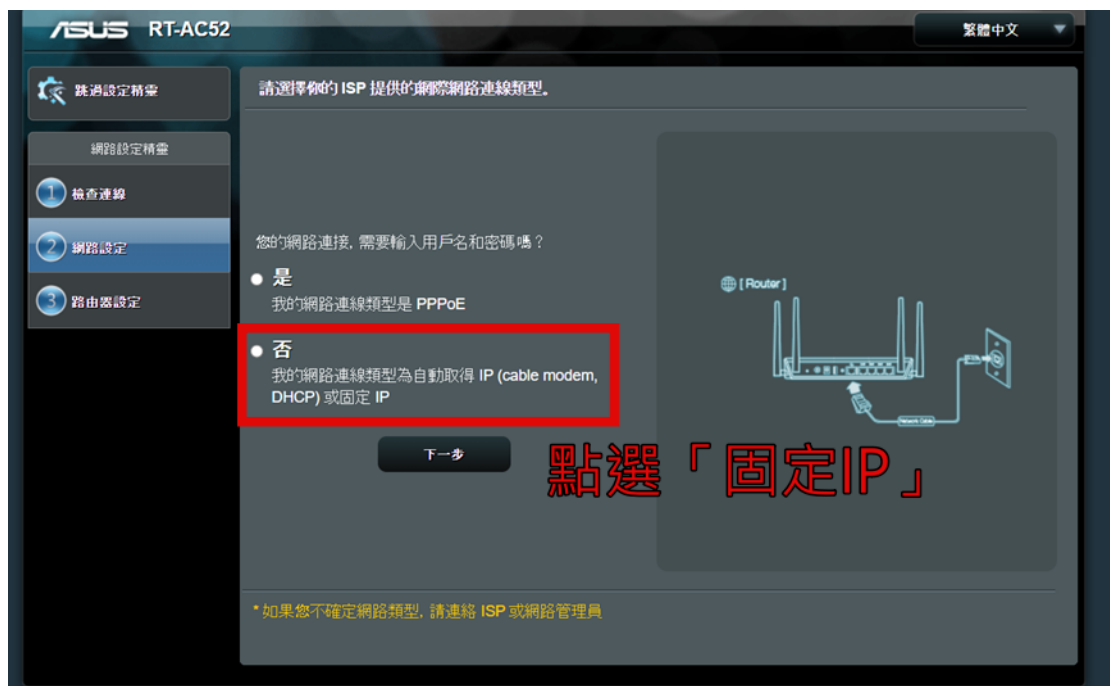 ASUS RT-AC52
繁體中文
跳過設定精靈
網路設定精靈
1 檢查連線
2 網路設定
3 路由器設定
請選擇你的 ISP 提供的網際網路連線類型。
您的網路連接, 需要輸入用戶名和密碼嗎？
是
我的網路連線類型是 PPPoE
否
我的網路連線類型為自動取得 IP (cable modem,
DHCP) 或固定 IP
下一步
[ Router ]
Network Cable
點選「固定IP」
*如果您不確定網路類型, 請連絡 ISP 或網路管理員